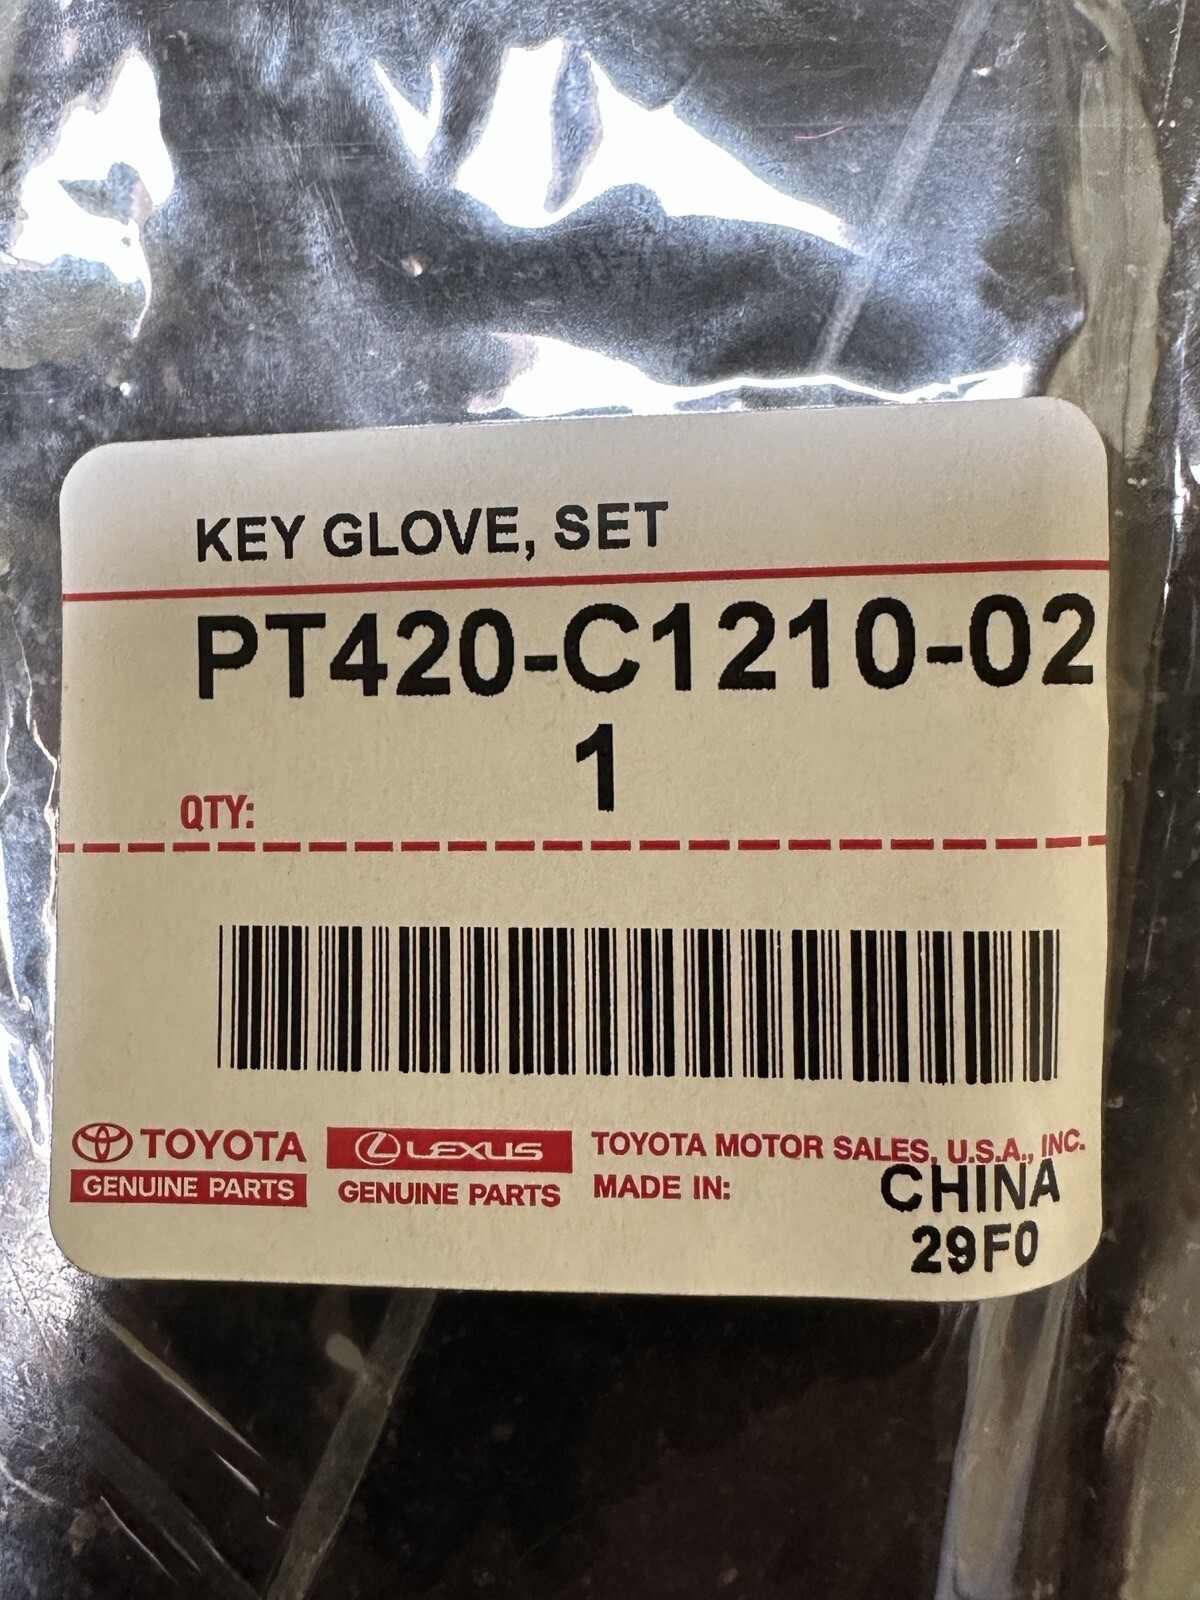 KEY GLOVE, SET
PT420-C1210-02
1
QTY:
TOYOTA
GENUINE PARTS
LEXUS
GENUINE PARTS
TOYOTA MOTOR SALES, U.S.A., INC.
MADE IN:
CHINA
29F0